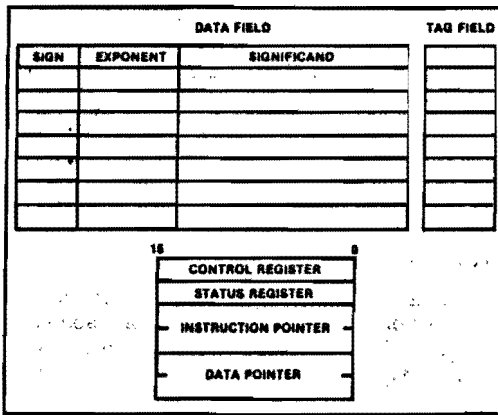 DATA FIELD TAG FIELD
SIGN EXPONENT SIGNIFICAND
15 0
CONTROL REGISTER
STATUS REGISTER
INSTRUCTION POINTER
DATA POINTER